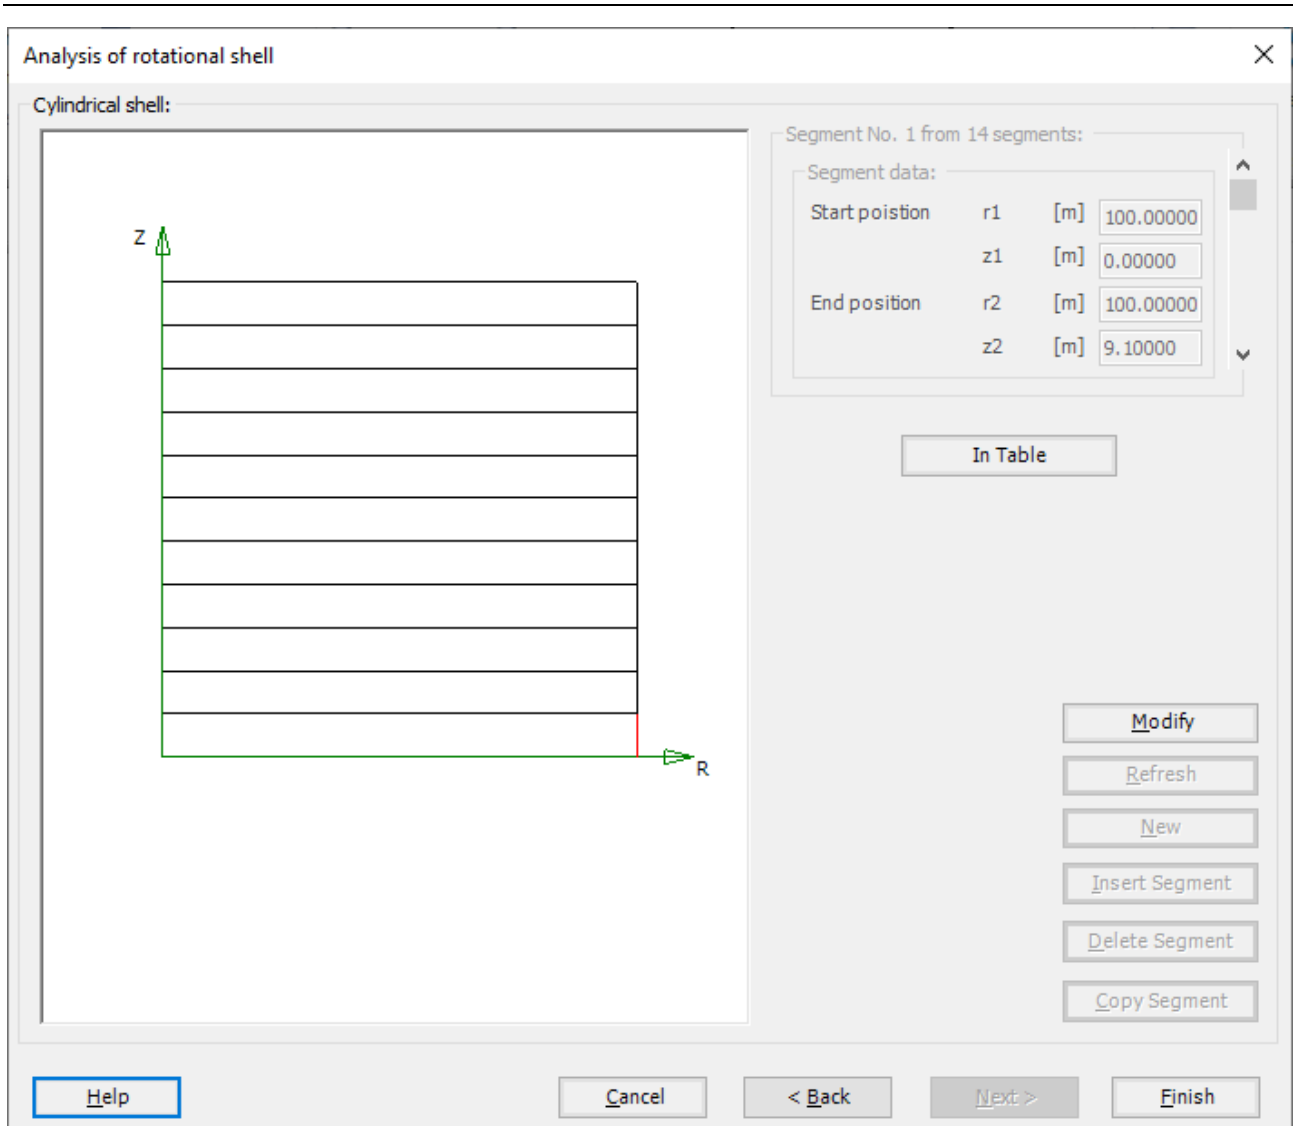 Analysis of rotational shell
Cylindrical shell:
Segment No. 1 from 14 segments:
Segment data:
Start poistion r1 [m] 100.00000
z1 [m] 0.00000
End position r2 [m] 100.00000
z2 [m] 9.10000
Z
In Table
R
Modify
Refresh
New
Insert Segment
Delete Segment
Copy Segment
Help Cancel < Back Next > Finish